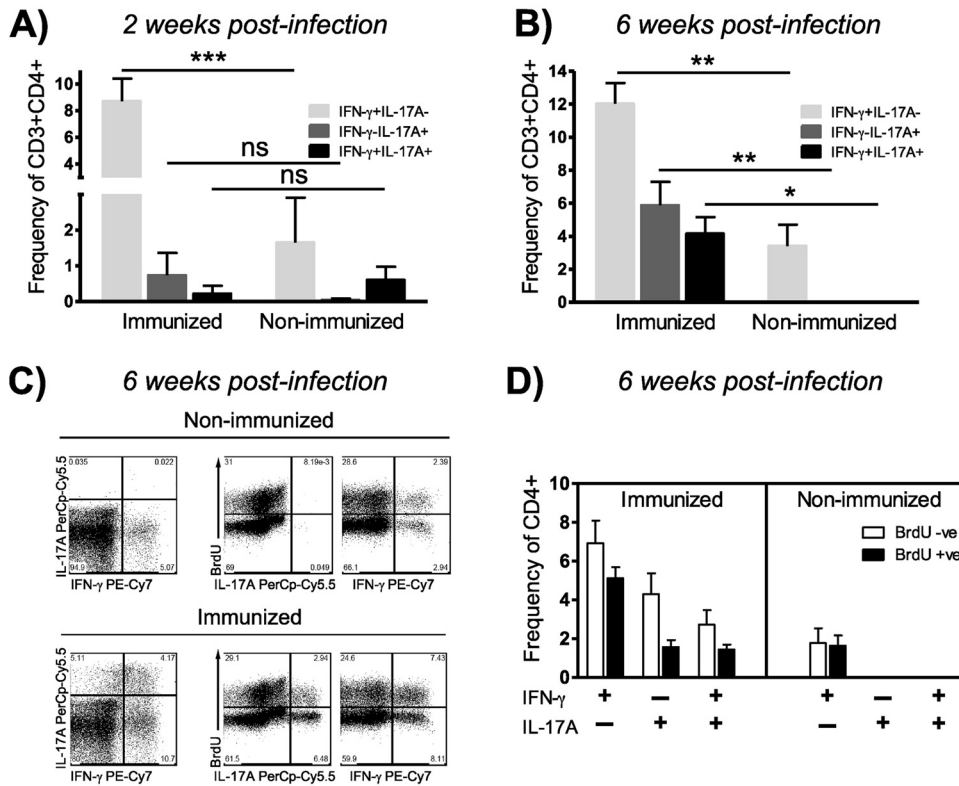 A) 2 weeks post-infection
Frequency of CD3+CD4+
10
8
6
4
2
1
0
***
ns
ns
IFN-γ+IL-17A-
IFN-γ-IL-17A+
IFN-γ+IL-17A+
Immunized Non-immunized
B) 6 weeks post-infection
Frequency of CD3+CD4+
14
12
10
8
6
4
2
0
**
**
*
IFN-γ+IL-17A-
IFN-γ-IL-17A+
IFN-γ+IL-17A+
Immunized Non-immunized
C) 6 weeks post-infection
Non-immunized
IL-17A PerCp-Cy5.5
0.035 0.022
94.9 5.07
IFN-γ PE-Cy7
BrdU
31 8.19e-3
69 0.049
IL-17A PerCp-Cy5.5
28.6 2.39
66.1 2.94
IFN-γ PE-Cy7
Immunized
IL-17A PerCp-Cy5.5
5.11 4.17
80 10.7
IFN-γ PE-Cy7
BrdU
29.1 2.94
61.5 6.48
IL-17A PerCp-Cy5.5
24.6 7.43
59.9 8.11
IFN-γ PE-Cy7
D) 6 weeks post-infection
Frequency of CD4+
10
8
6
4
2
0
Immunized Non-immunized
BrdU -ve
BrdU +ve
IFN-γ + – + + – +
IL-17A – + + – + +